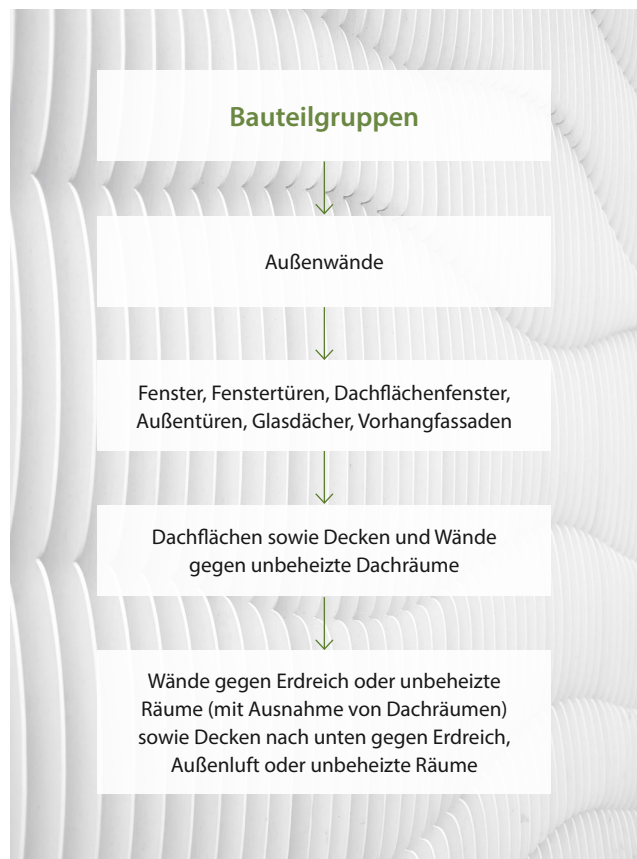 Bauteilgruppen
Außenwände
Fenster, Fenstertüren, Dachflächenfenster,
Außentüren, Glasdächer, Vorhangfassaden
Dachflächen sowie Decken und Wände
gegen unbeheizte Dachräume
Wände gegen Erdreich oder unbeheizte
Räume (mit Ausnahme von Dachräumen)
sowie Decken nach unten gegen Erdreich,
Außenluft oder unbeheizte Räume